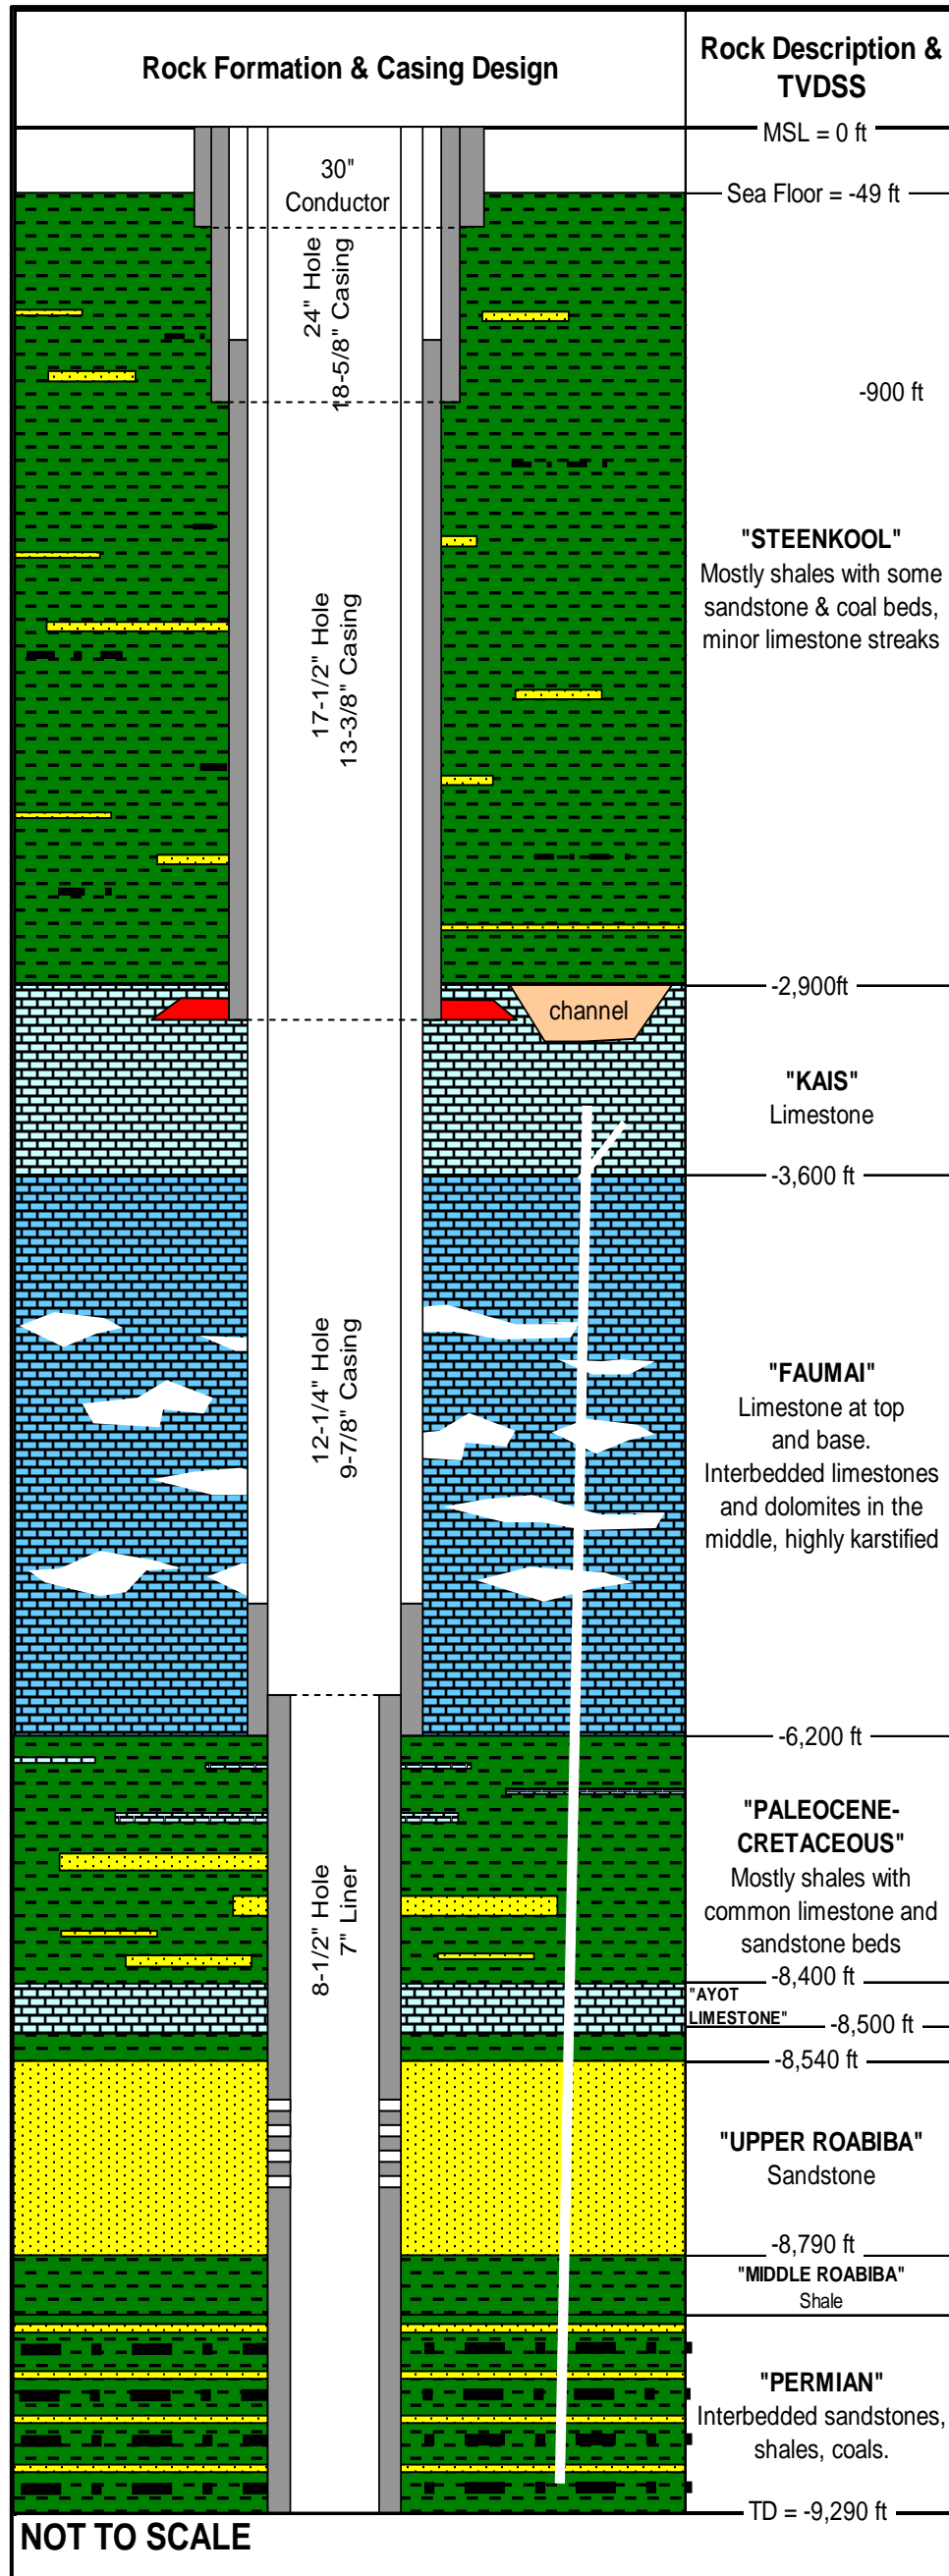 Rock Formation & Casing Design
Rock Description &
TVDSS
MSL = 0 ft
30"
Conductor
Sea Floor = -49 ft
24" Hole
18-5/8" Casing
-900 ft
"STEENKOOL"
Mostly shales with some
sandstone & coal beds,
minor limestone streaks
17-1/2" Hole
13-3/8" Casing
-2,900ft
channel
"KAIS"
Limestone
-3,600 ft
12-1/4" Hole
9-7/8" Casing
"FAUMAI"
Limestone at top
and base.
Interbedded limestones
and dolomites in the
middle, highly karstified
-6,200 ft
"PALEOCENE-
CRETACEOUS"
Mostly shales with
common limestone and
sandstone beds
8-1/2" Hole
7" Liner
-8,400 ft
"AYOT
LIMESTONE"
-8,500 ft
-8,540 ft
"UPPER ROABIBA"
Sandstone
-8,790 ft
"MIDDLE ROABIBA"
Shale
"PERMIAN"
Interbedded sandstones,
shales, coals.
TD = -9,290 ft
NOT TO SCALE